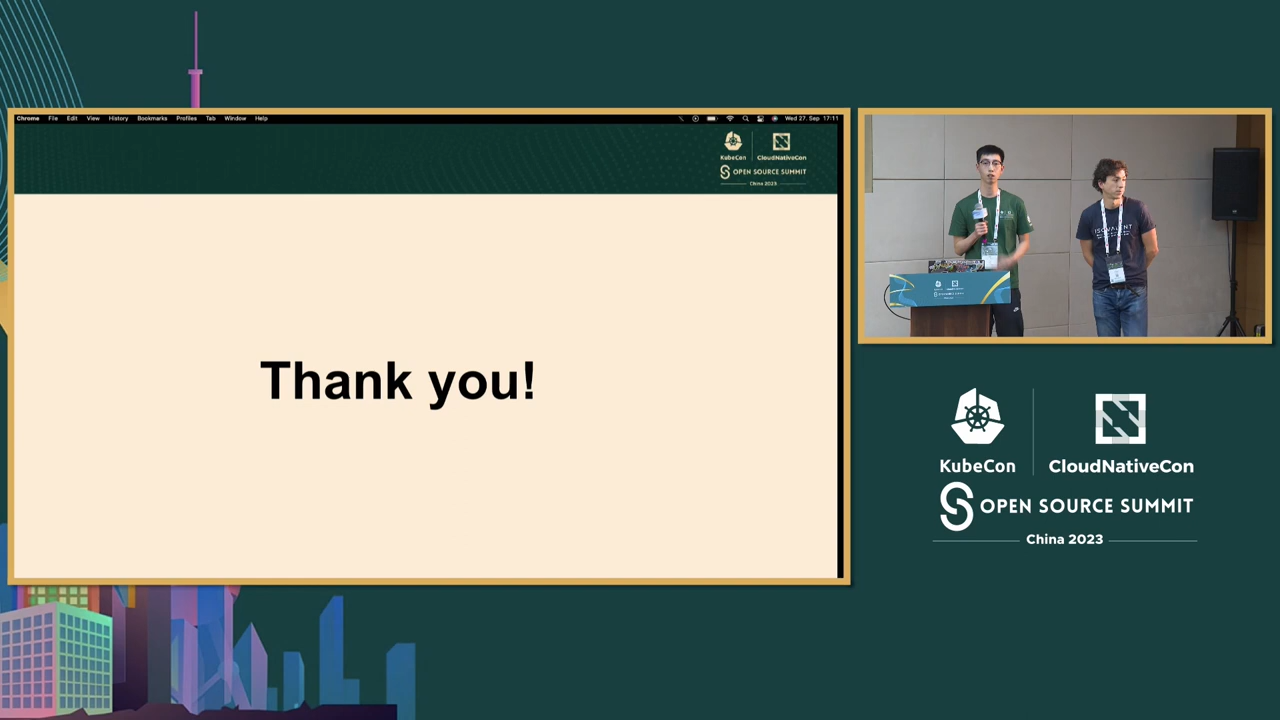 Chrome File Edit View History Bookmarks Profiles Tab Window Help Wed 27. Sep 17:11
KubeCon CloudNativeCon
OPEN SOURCE SUMMIT
China 2023
Thank you!
ISOVALENT
KubeCon CloudNativeCon
OPEN SOURCE SUMMIT
China 2023